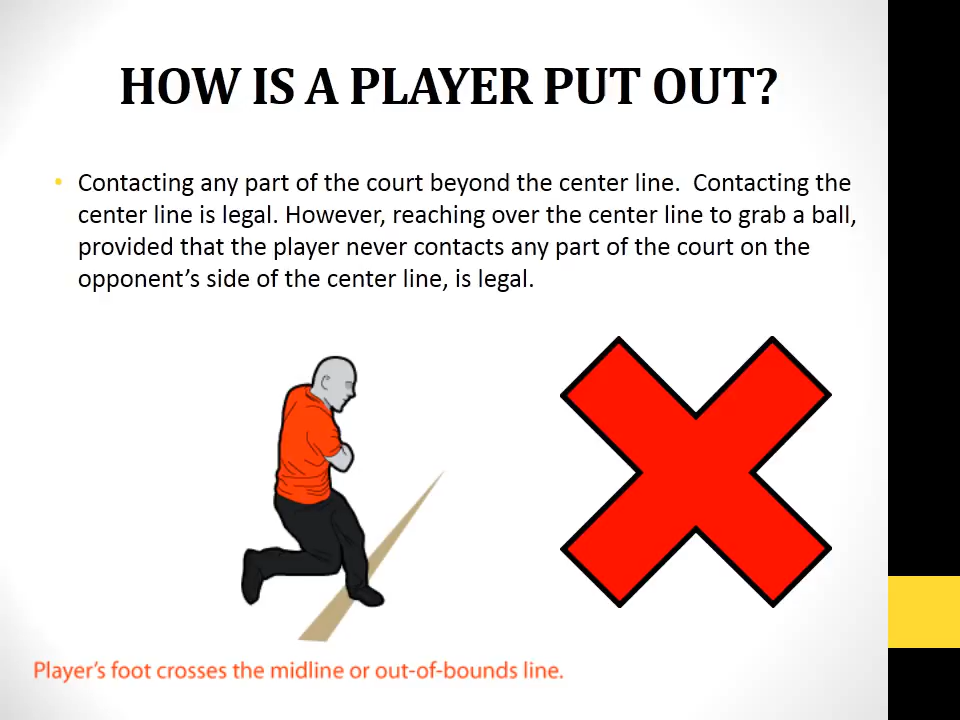 HOW IS A PLAYER PUT OUT?
• Contacting any part of the court beyond the center line.  Contacting the
center line is legal. However, reaching over the center line to grab a ball,
provided that the player never contacts any part of the court on the
opponent’s side of the center line, is legal.
Player’s foot crosses the midline or out-of-bounds line.